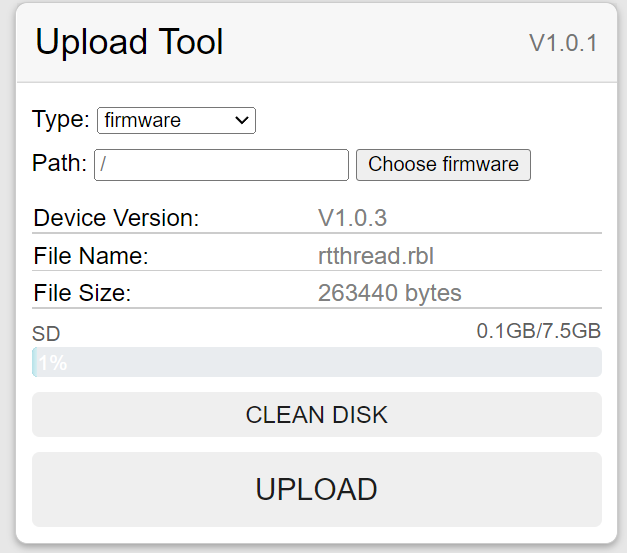 Upload Tool V1.0.1
Type: firmware
Path: / Choose firmware
Device Version: V1.0.3
File Name: rtthread.rbl
File Size: 263440 bytes
SD 0.1GB/7.5GB
1%
CLEAN DISK
UPLOAD